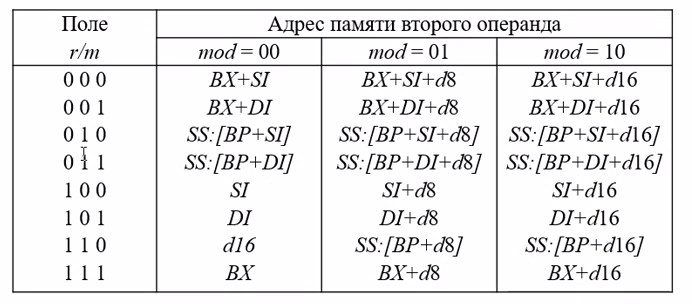 Поле r/m Адрес памяти второго операнда
mod = 00 mod = 01 mod = 10
0 0 0 BX+SI BX+SI+d8 BX+SI+d16
0 0 1 BX+DI BX+DI+d8 BX+DI+d16
0 1 0 SS:[BP+SI] SS:[BP+SI+d8] SS:[BP+SI+d16]
0 1 1 SS:[BP+DI] SS:[BP+DI+d8] SS:[BP+DI+d16]
1 0 0 SI SI+d8 SI+d16
1 0 1 DI DI+d8 DI+d16
1 1 0 d16 SS:[BP+d8] SS:[BP+d16]
1 1 1 BX BX+d8 BX+d16